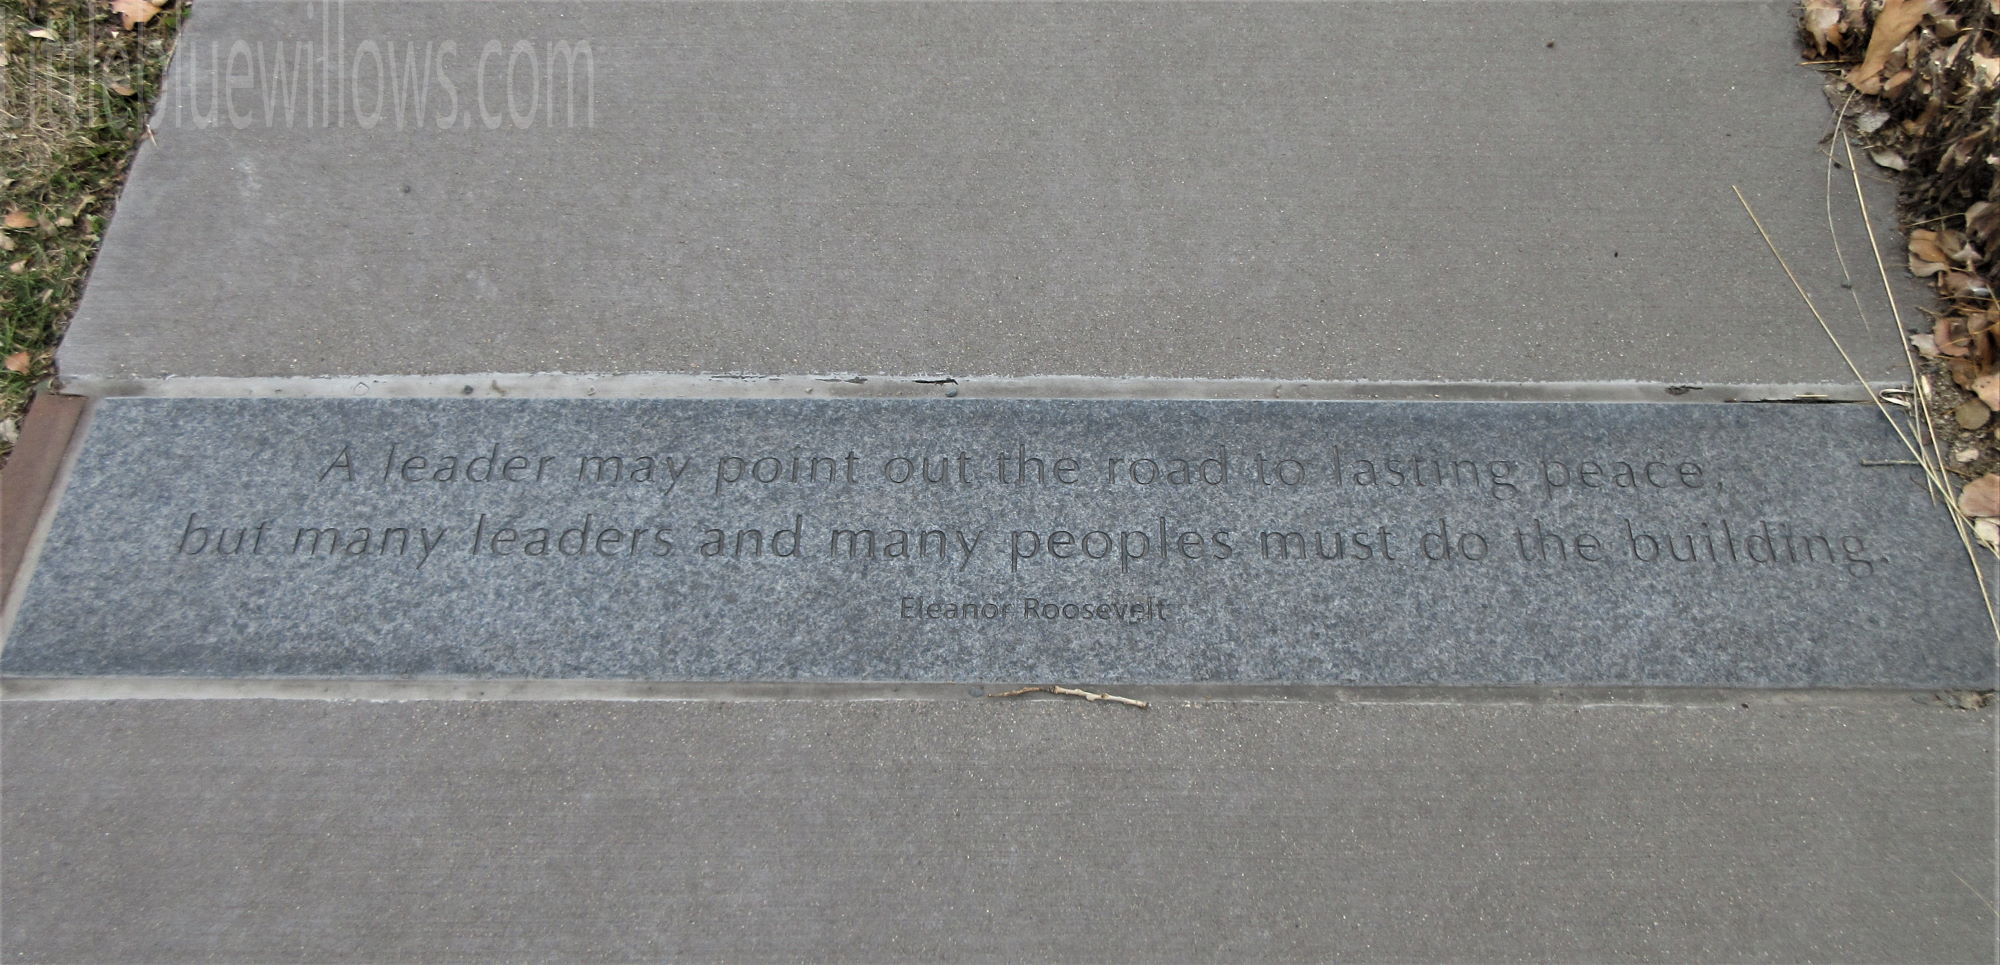 littlebluewillows.com
A leader may point out the road to lasting peace,
but many leaders and many peoples must do the building.
Eleanor Roosevelt